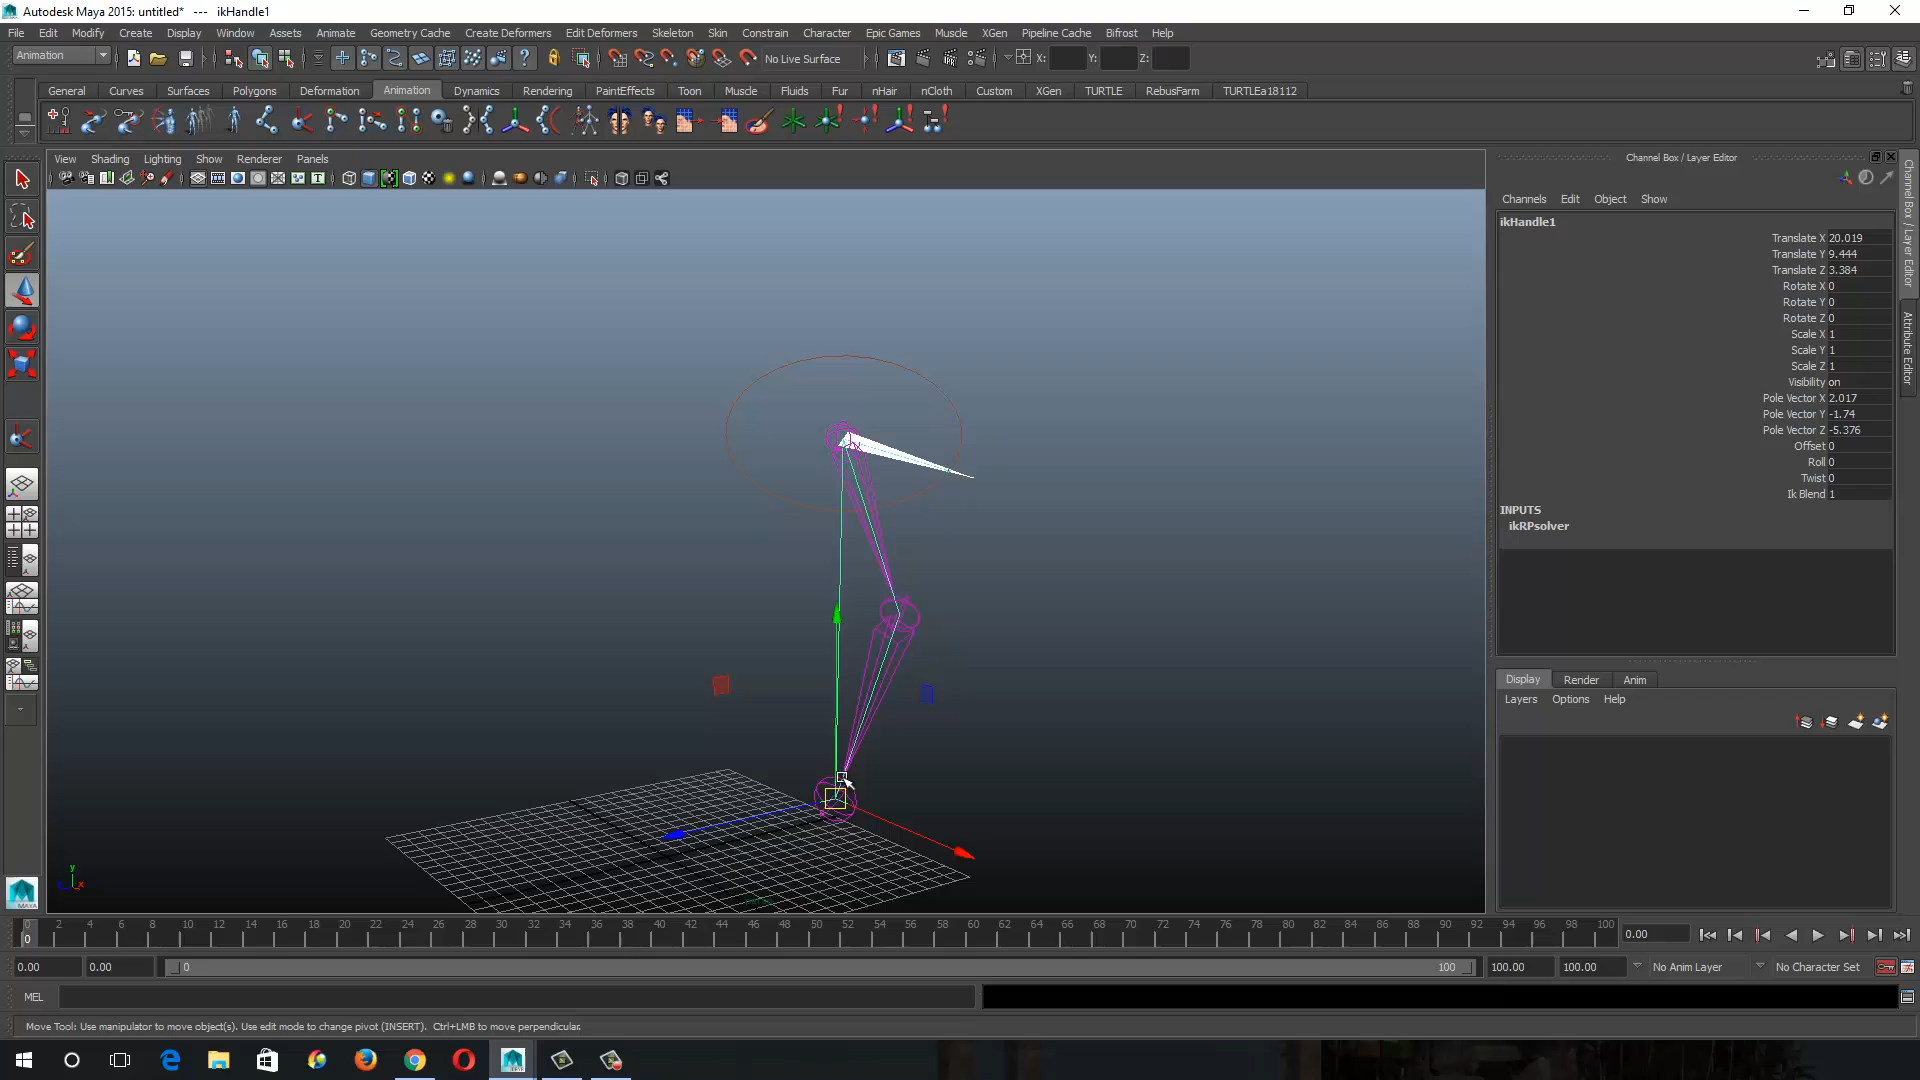 Autodesk Maya 2015: untitled*   ---   ikHandle1
File Edit Modify Create Display Window Assets Animate Geometry Cache Create Deformers Edit Deformers Skeleton Skin Constrain Character Epic Games Muscle XGen Pipeline Cache Bifrost Help
Animation No Live Surface X: Y: Z:
General Curves Surfaces Polygons Deformation Animation Dynamics Rendering PaintEffects Toon Muscle Fluids Fur nHair nCloth Custom XGen TURTLE RebusFarm TURTLEa18112
View Shading Lighting Show Renderer Panels
Channel Box / Layer Editor
Channels Edit Object Show
ikHandle1
Translate X 20.019
Translate Y 9.444
Translate Z 3.384
Rotate X 0
Rotate Y 0
Rotate Z 0
Scale X 1
Scale Y 1
Scale Z 1
Visibility on
Pole Vector X 2.017
Pole Vector Y -1.74
Pole Vector Z -5.376
Offset 0
Roll 0
Twist 0
Ik Blend 1
INPUTS
ikRPsolver
Display Render Anim
Layers Options Help
Channel Box / Layer Editor
Attribute Editor
y
x
MAYA
0 2 4 6 8 10 12 14 16 18 20 22 24 26 28 30 32 34 36 38 40 42 44 46 48 50 52 54 56 58 60 62 64 66 68 70 72 74 76 78 80 82 84 86 88 90 92 94 96 98 100
0 0.00
0.00 0.00 0 100 100.00 100.00 No Anim Layer No Character Set
MEL
Move Tool: Use manipulator to move object(s). Use edit mode to change pivot (INSERT).  Ctrl+LMB to move perpendicular.